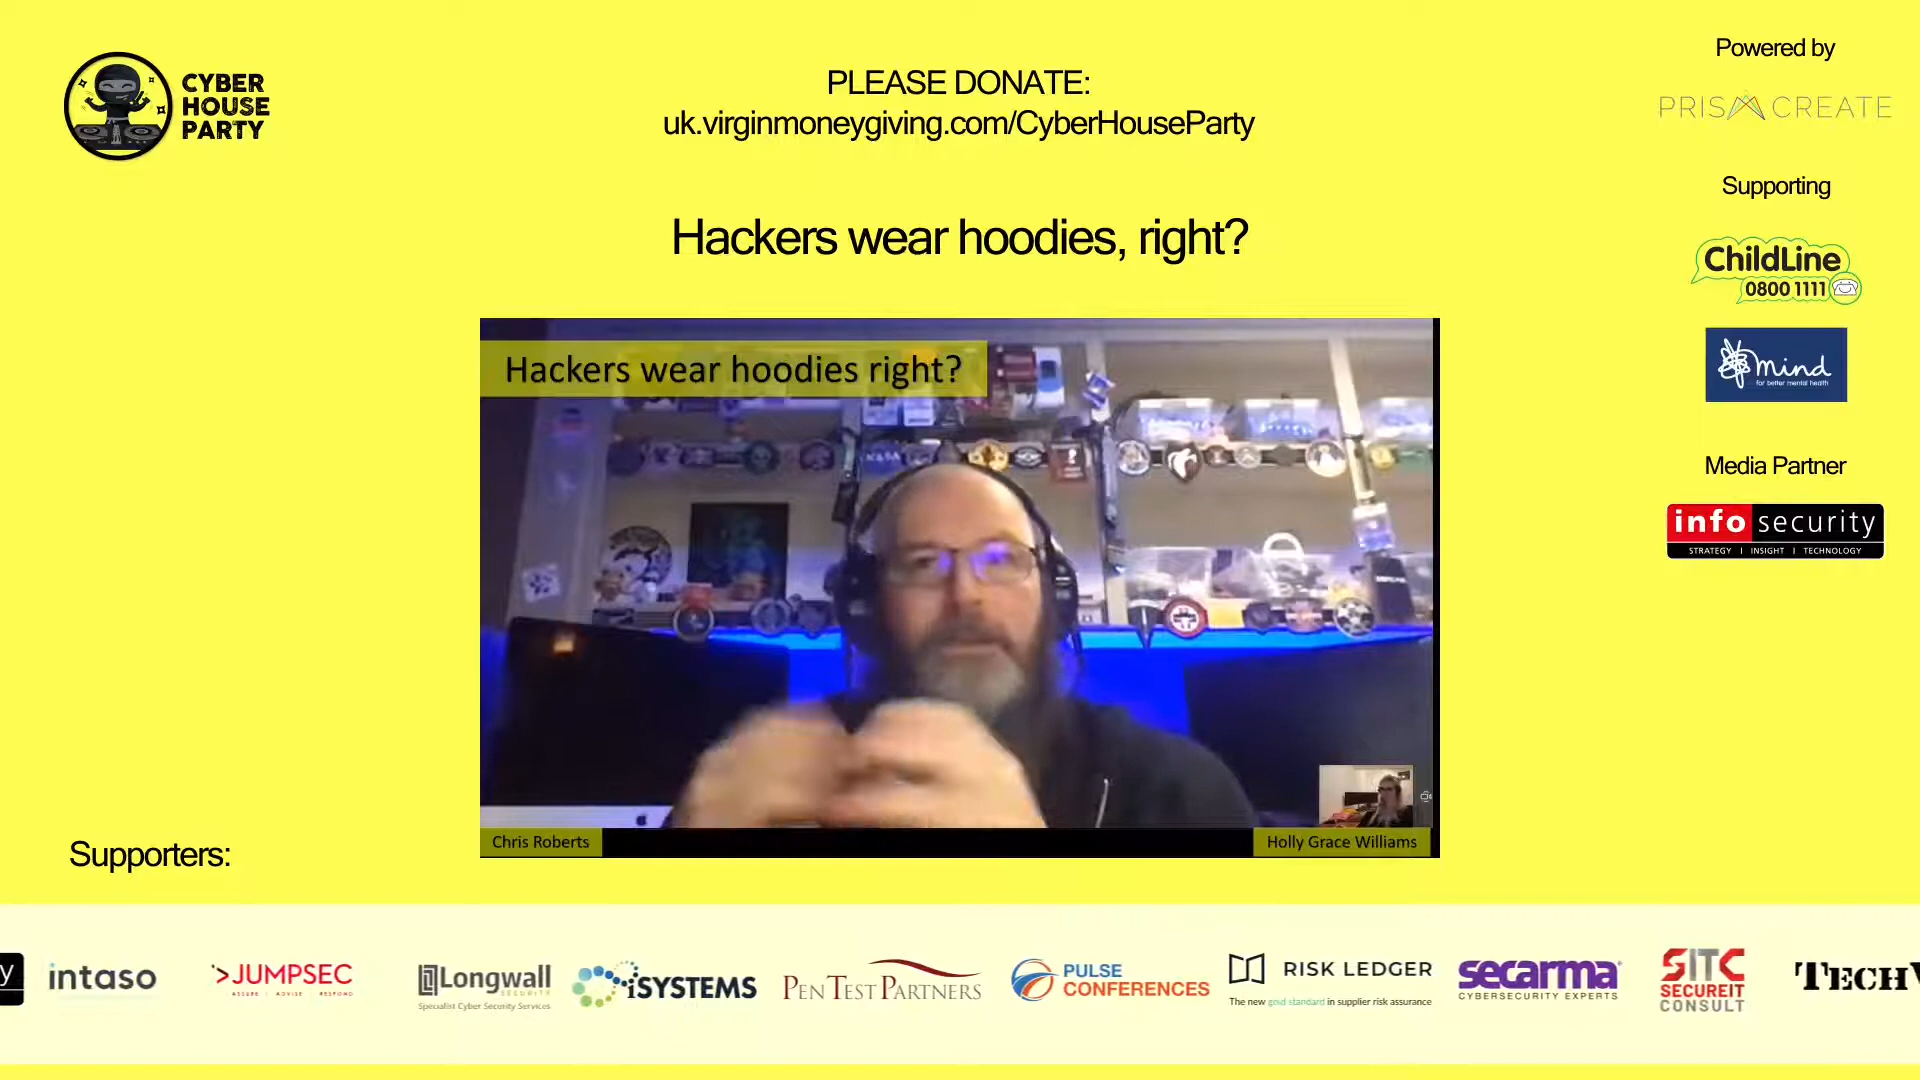 CYBER
HOUSE
PARTY
PLEASE DONATE:
uk.virginmoneygiving.com/CyberHouseParty
Hackers wear hoodies, right?
Powered by
PRISM CREATE
Supporting
ChildLine
0800 1111
mind
for better mental health
Media Partner
info security
STRATEGY | INSIGHT | TECHNOLOGY
Hackers wear hoodies right?
NASA
Chris Roberts
Holly Grace Williams
Supporters:
y
intaso
JUMPSEC
ASSURE | ADVISE | RESPOND
Longwall
SECURITY
Specialist Cyber Security Services
iSYSTEMS
PEN TEST PARTNERS
PULSE
CONFERENCES
RISK LEDGER
The new gold standard in supplier risk assurance
secarma
CYBERSECURITY EXPERTS
SITC
SECUREIT
CONSULT
TECHV